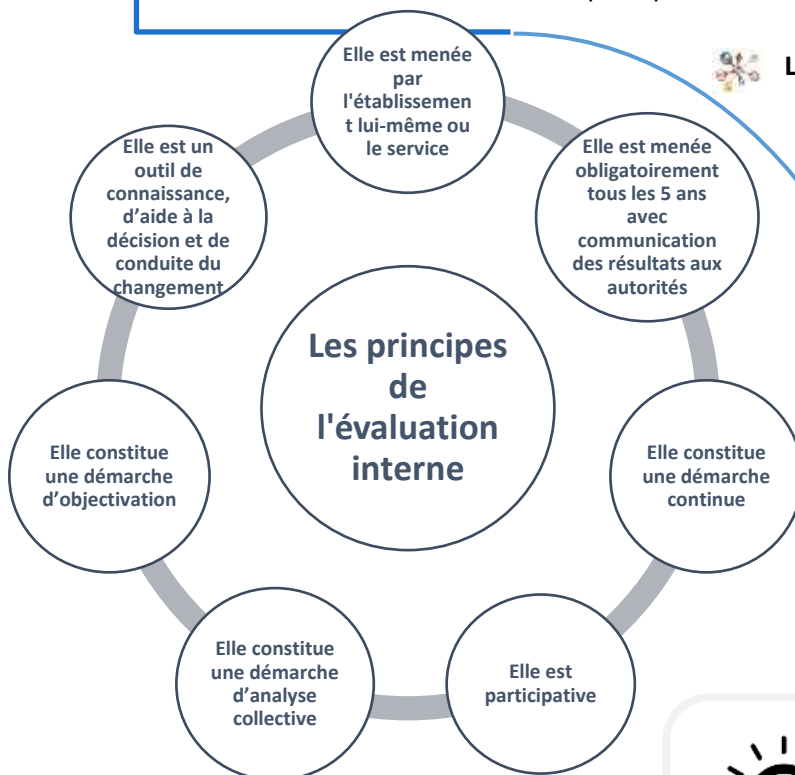 L
Elle est menée
par
l'établissemen
t lui-même ou
le service
Elle est menée
obligatoirement
tous les 5 ans
avec
communication
des résultats aux
autorités
Elle constitue
une démarche
continue
Elle est
participative
Elle constitue
une démarche
d’analyse
collective
Elle constitue
une démarche
d’objectivation
Elle est un
outil de
connaissance,
d’aide à la
décision et de
conduite du
changement
Les principes
de
l'évaluation
interne